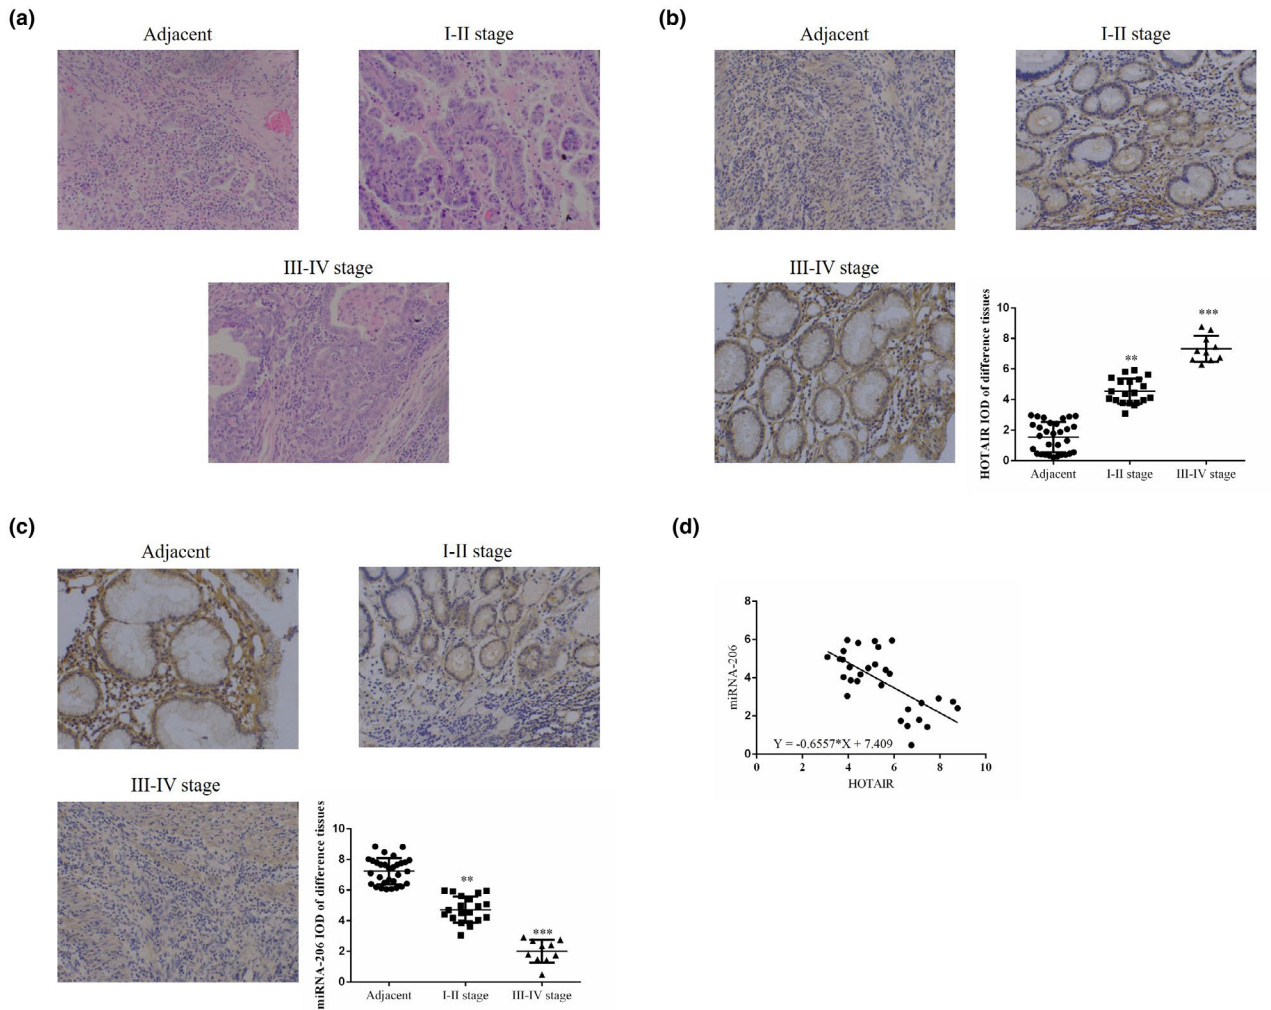 (a)
Adjacent
I-II stage
III-IV stage
(b)
Adjacent
I-II stage
III-IV stage
HOTAIR IOD of difference tissues
10
8
6
4
2
0
**
***
Adjacent
I-II stage
III-IV stage
(c)
Adjacent
I-II stage
III-IV stage
miRNA-206 IOD of difference tissues
10
8
6
4
2
0
**
***
Adjacent
I-II stage
III-IV stage
(d)
miRNA-206
8
6
4
2
0
Y = -0.6557*X + 7.409
0 2 4 6 8 10
HOTAIR